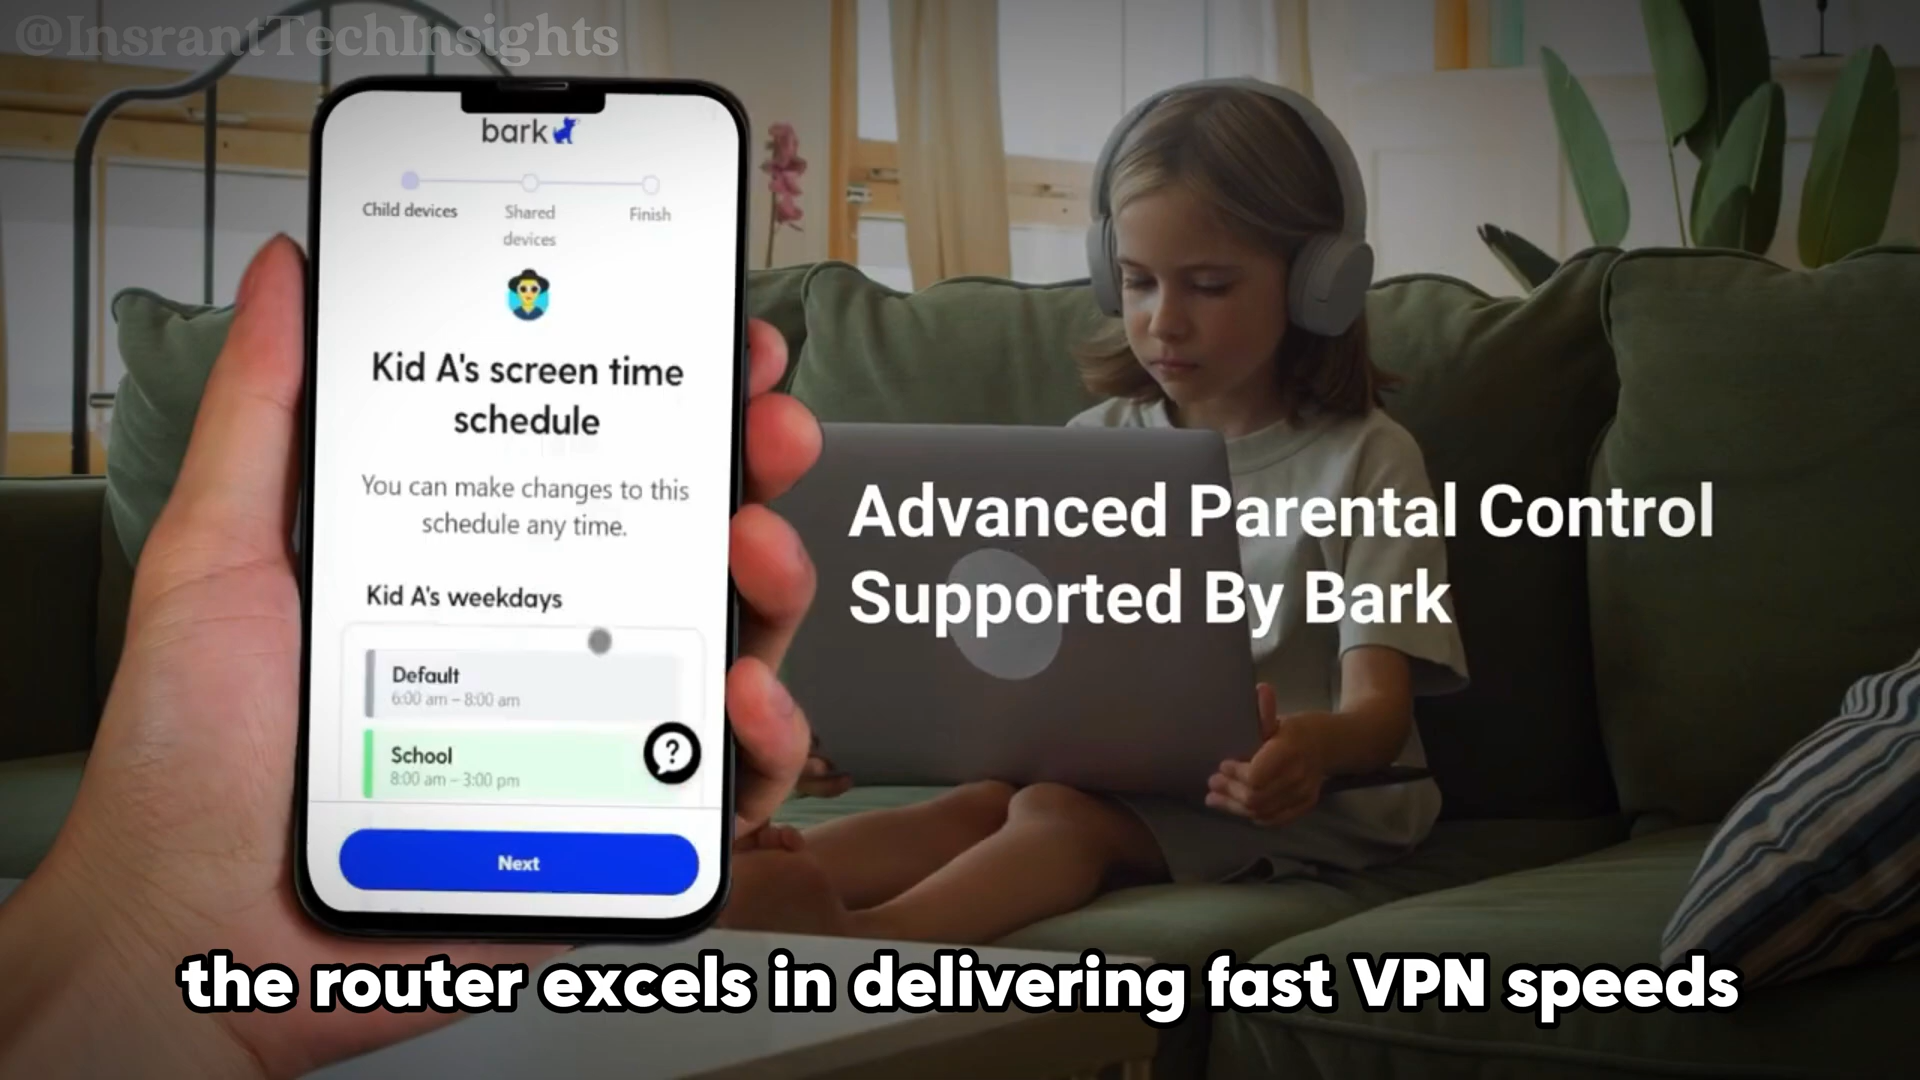 @InsrantTechInsights
bark
Child devices
Shared
devices
Finish
Kid A's screen time
schedule
You can make changes to this
schedule any time.
Kid A's weekdays
Default
6:00 am – 8:00 am
School
8:00 am – 3:00 pm
?
Next
Advanced Parental Control
Supported By Bark
the router excels in delivering fast VPN speeds